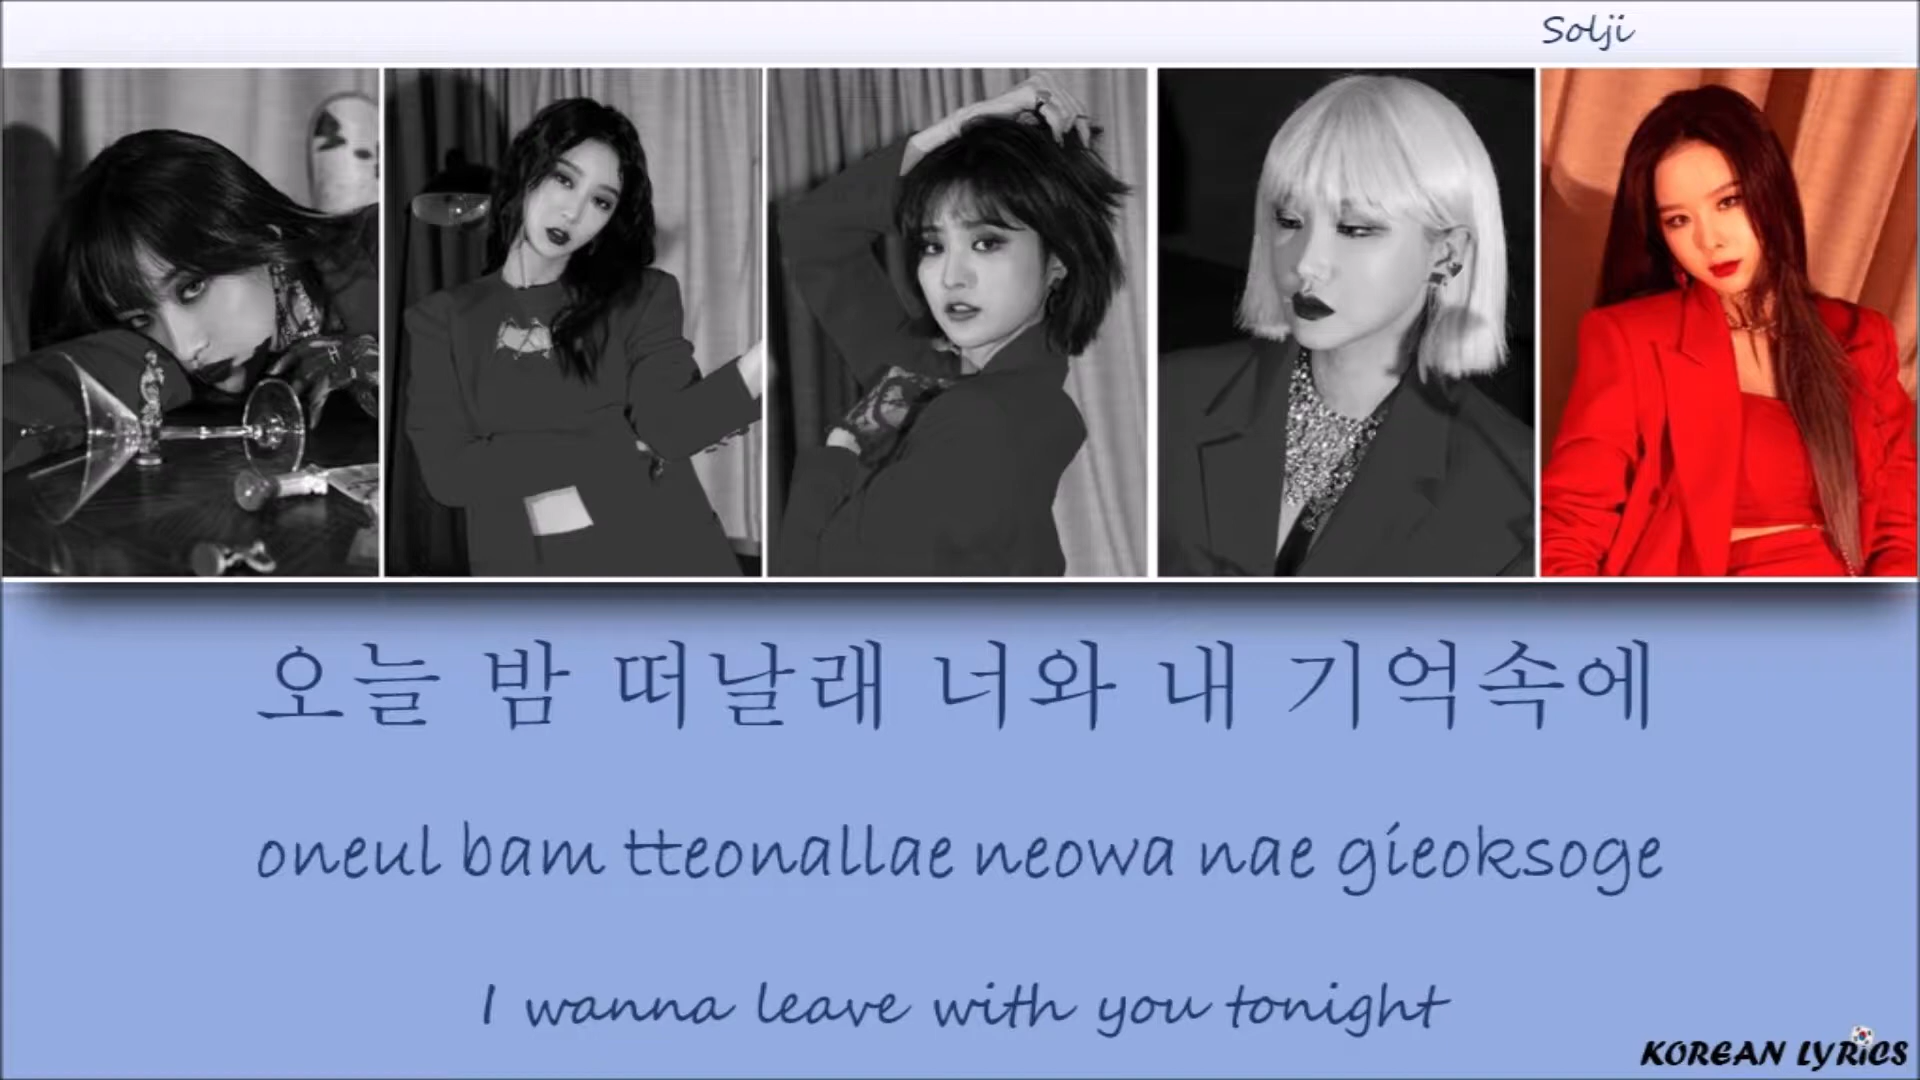 Solji
오늘 밤 떠날래 너와 내 기억속에
oneul bam tteonallae neowa nae gieoksoge
I wanna leave with you tonight
KOREAN LYRICS